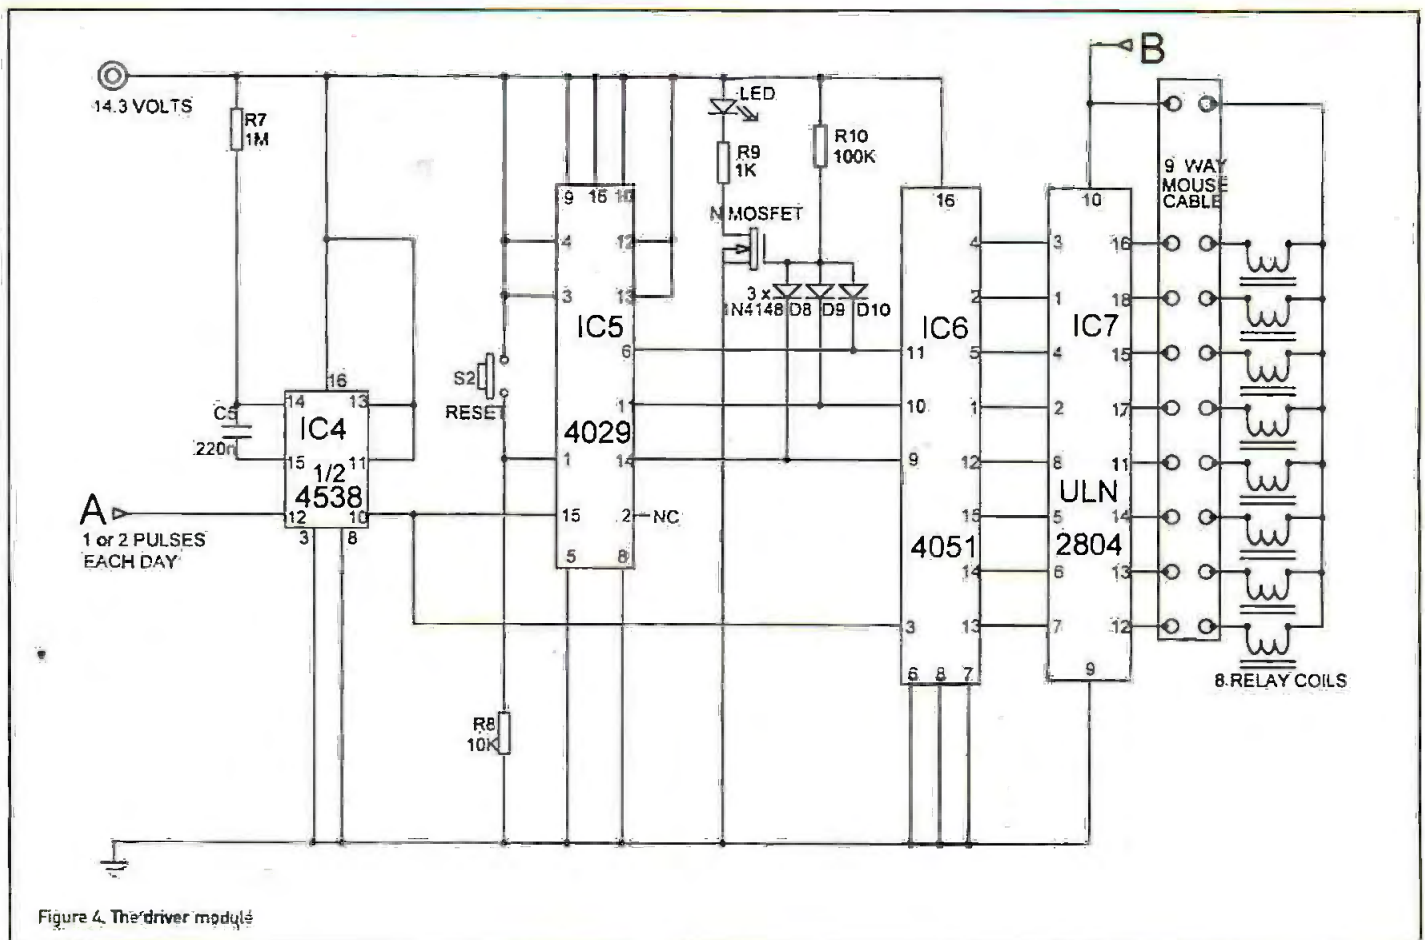 14.3 VOLTS
R7
1M
LED
R9
1K
R10
100K
B
9 WAY
MOUSE
CABLE
N MOSFET
3 x
1N4148 D8 D9 D10
9 16 10
4 12
3 13
IC5
6
11
4029
1 14
15 2 NC
5 8
S2
RESET
16
14 13
IC4
15 11
1/2
4538
12 10
3 8
C5
220n
A
1 or 2 PULSES
EACH DAY
R8
10K
16
4
2
IC6
11 5
10 1
9 12
15
4051
14
3 13
6 8 7
10
3 16
1 18
IC7
4 15
2 17
8 11
ULN
5 14
2804
6 13
7 12
9
8 RELAY COILS
Figure 4. The driver module